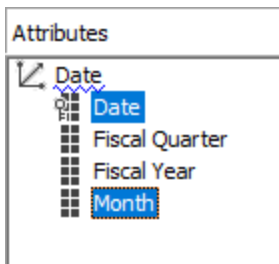 Attributes
Date
Date
Fiscal Quarter
Fiscal Year
Month